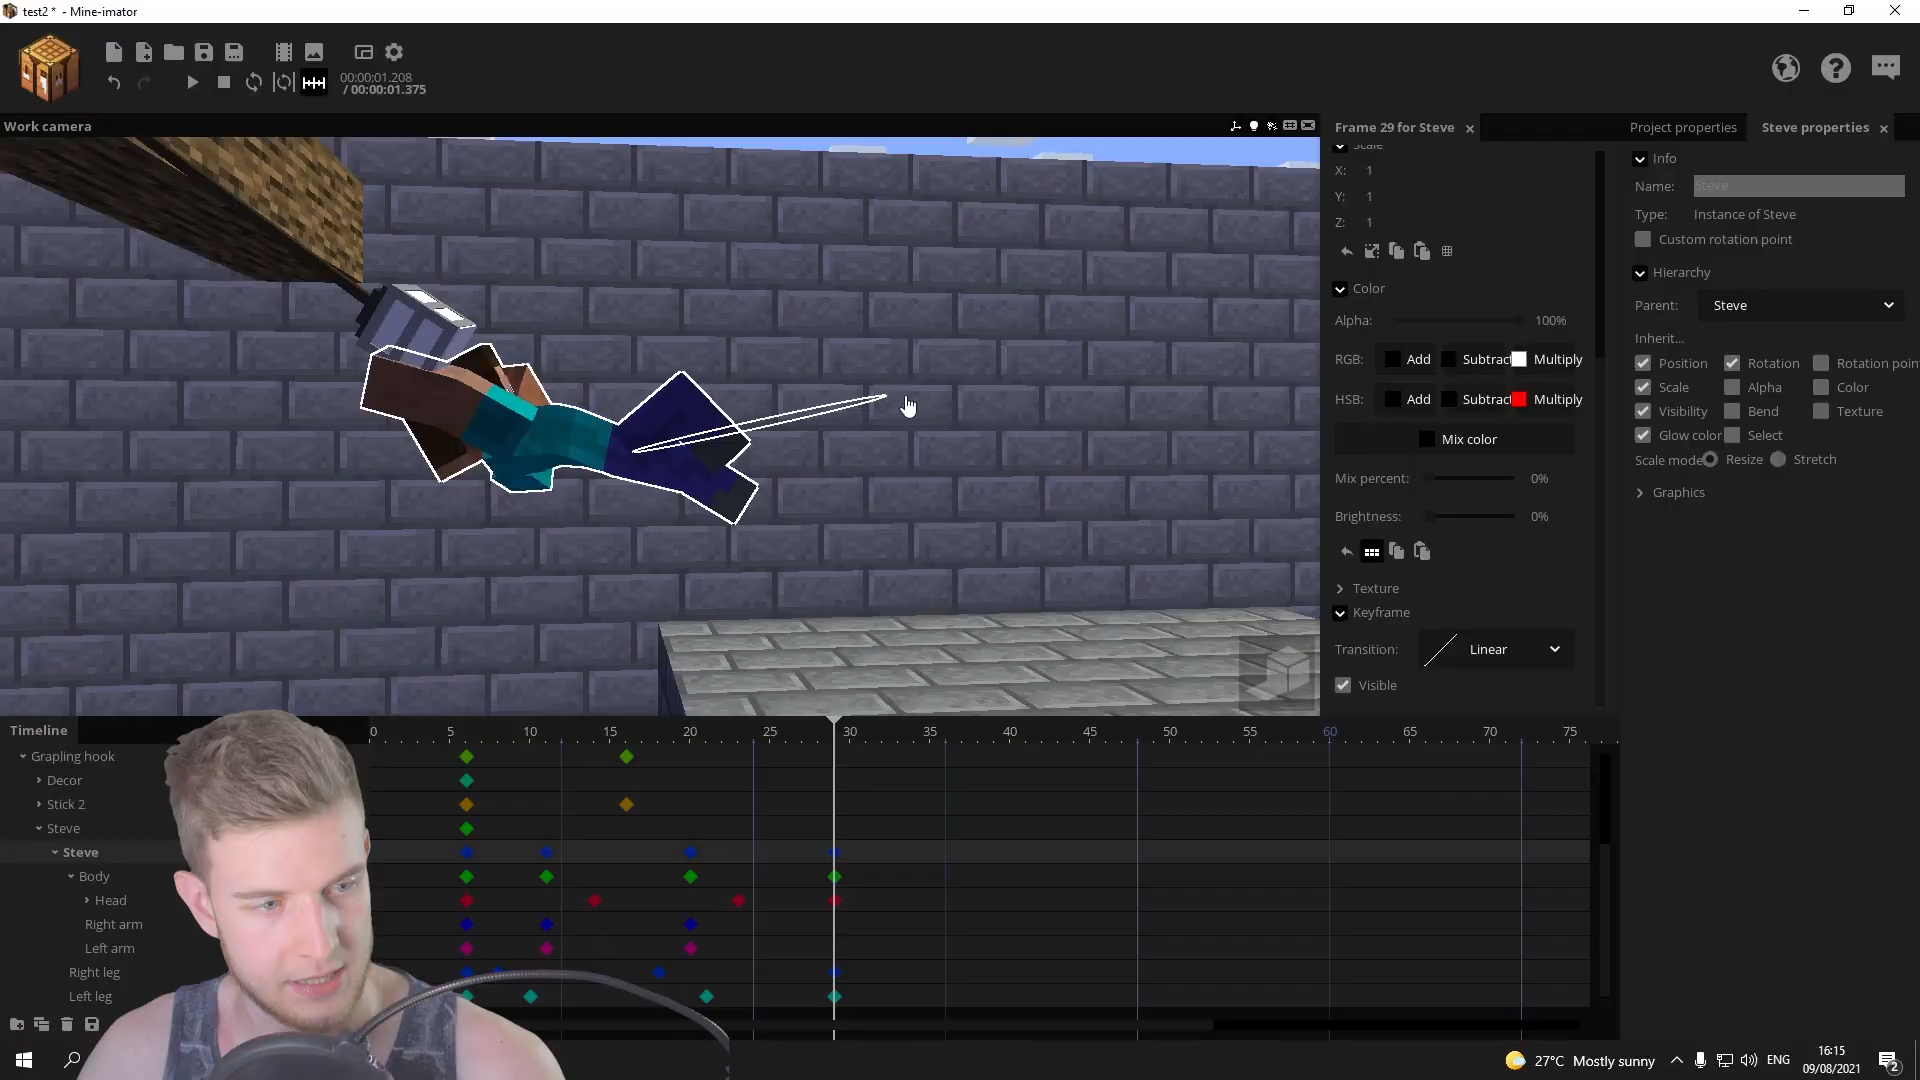 test2 * - Mine-imator
00:00:01.208
/ 00:00:01.375
Work camera
Frame 29 for Steve
Project properties
Steve properties
Scale
X: 1
Y: 1
Z: 1
Color
Alpha: 100%
RGB: Add Subtract Multiply
HSB: Add Subtract Multiply
Mix color
Mix percent: 0%
Brightness: 0%
Texture
Keyframe
Transition: Linear
Visible
Info
Name: Steve
Type: Instance of Steve
Custom rotation point
Hierarchy
Parent: Steve
Inherit...
Position Rotation Rotation poin
Scale Alpha Color
Visibility Bend Texture
Glow color Select
Scale mode Resize Stretch
Graphics
Timeline
0 5 10 15 20 25 30 35 40 45 50 55 60 65 70 75
Grapling hook
Decor
Stick 2
Steve
Steve
Body
Head
Right arm
Left arm
Right leg
Left leg
27°C Mostly sunny
ENG
16:15
09/08/2021
2